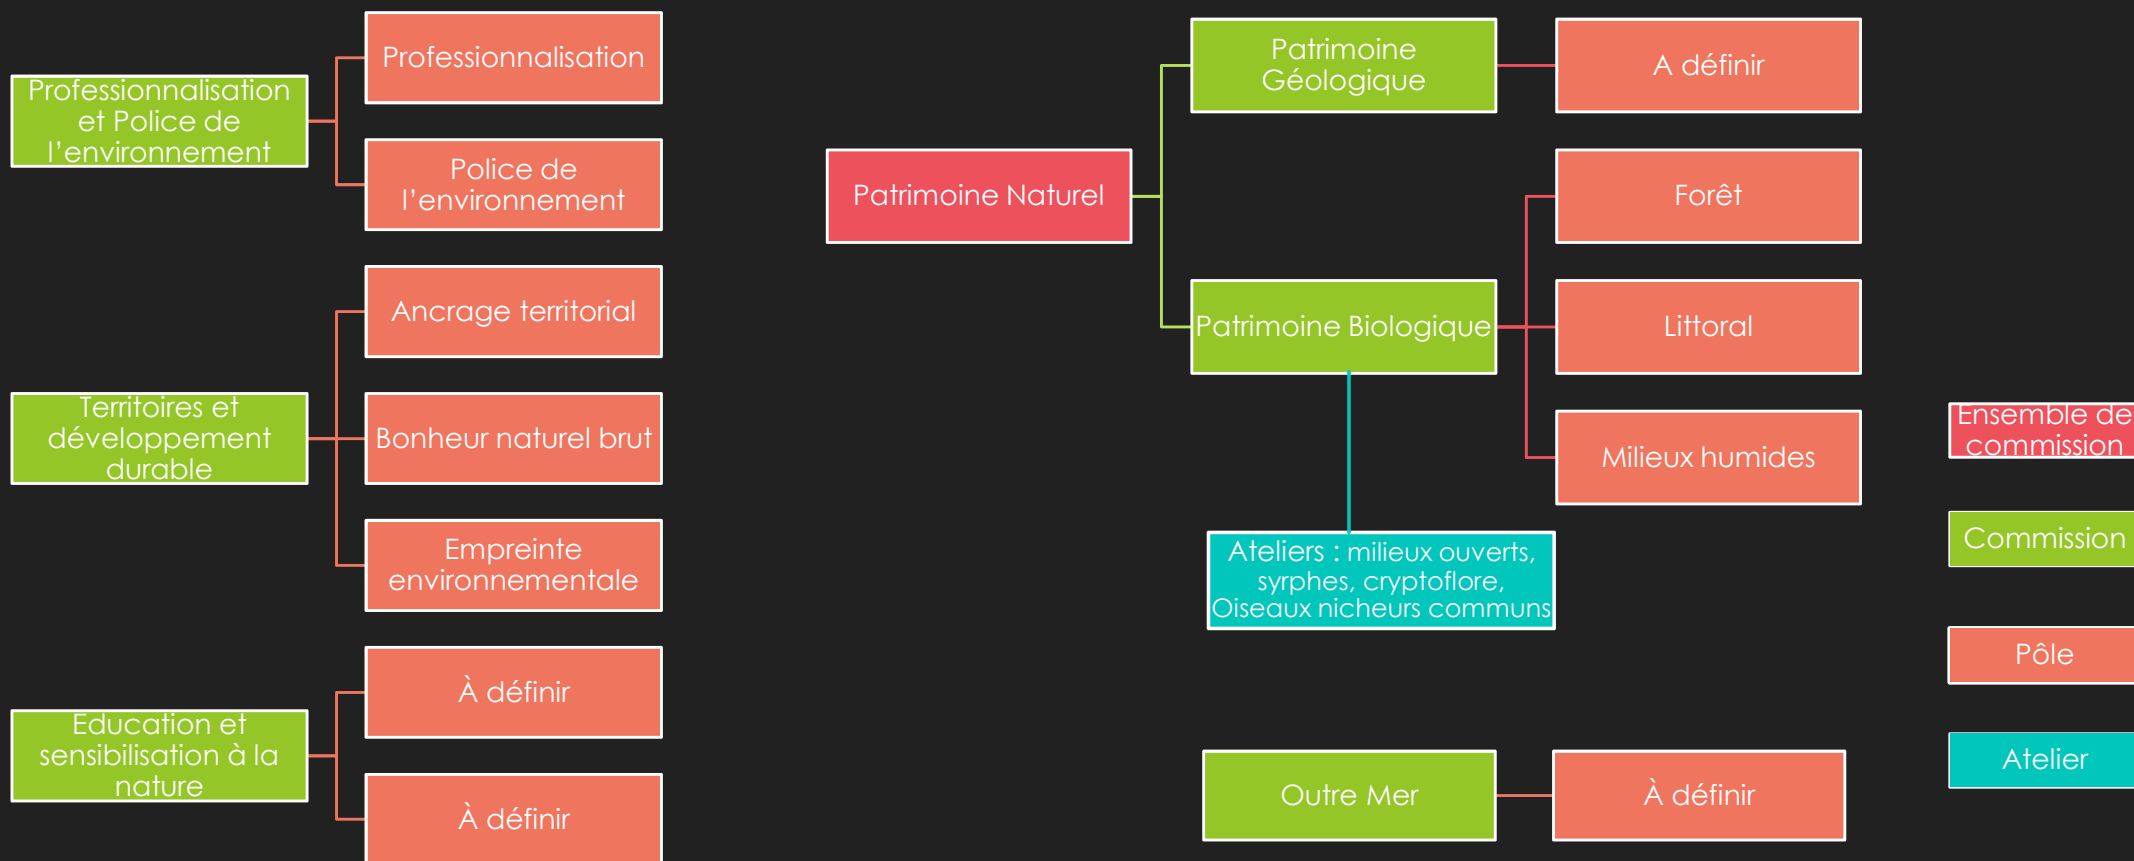 Professionnalisation
et Police de
l'environnement
Professionnalisation
Police de
l'environnement
Territoires et
développement
durable
Ancrage territorial
Bonheur naturel brut
Empreinte
environnementale
Education et
sensibilisation à la
nature
À définir
À définir
Patrimoine Naturel
Patrimoine
Géologique
A définir
Patrimoine Biologique
Forêt
Littoral
Milieux humides
Ateliers : milieux ouverts,
syrphes, cryptoflore,
Oiseaux nicheurs communs
Outre Mer
À définir
Ensemble de
commission
Commission
Pôle
Atelier